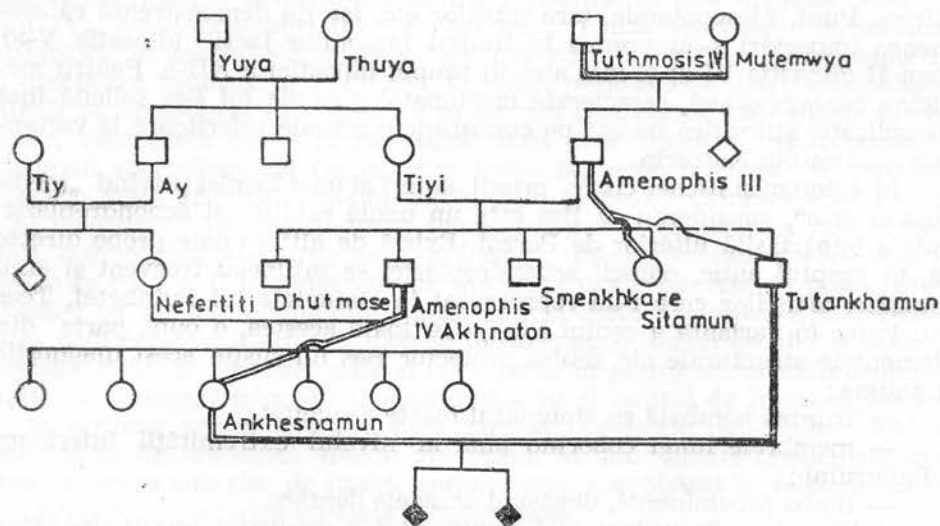 Yuya
Thuya
Tuthmosis IV
Mutemwya
Tiy
Ay
Tiyi
Amenophis III
Nefertiti
Dhutmose
Amenophis
IV Akhnaton
Smenkhkare
Sitamun
Tutankhamun
Ankhesnamun